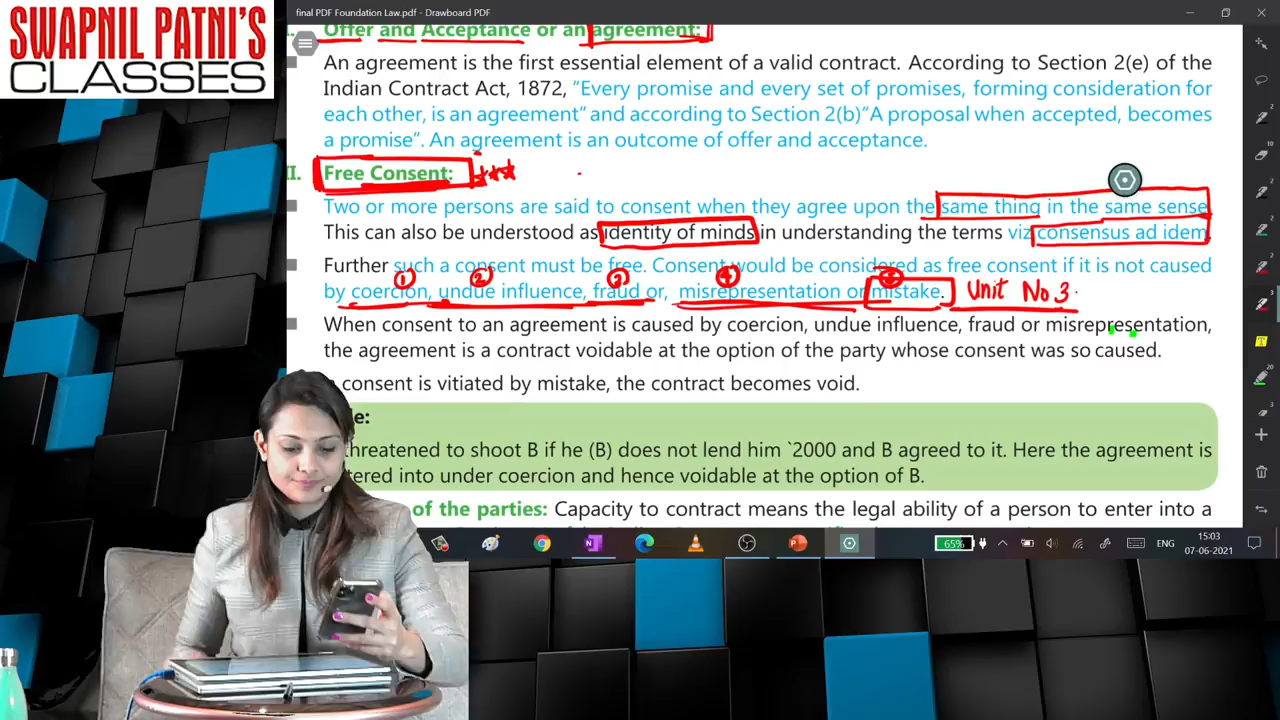 final PDF Foundation Law.pdf - Drawboard PDF
SWAPNIL PATNI'S
CLASSES
Offer and Acceptance or an agreement:
An agreement is the first essential element of a valid contract. According to Section 2(e) of the
Indian Contract Act, 1872, “Every promise and every set of promises, forming consideration for
each other, is an agreement” and according to Section 2(b)“A proposal when accepted, becomes
a promise”. An agreement is an outcome of offer and acceptance.
II. Free Consent:
Two or more persons are said to consent when they agree upon the same thing in the same sense.
This can also be understood as identity of minds in understanding the terms viz consensus ad idem.
Further such a consent must be free. Consent would be considered as free consent if it is not caused
1 2 3 4
by coercion, undue influence, fraud or, misrepresentation or mistake. Unit No 3
When consent to an agreement is caused by coercion, undue influence, fraud or misrepresentation,
the agreement is a contract voidable at the option of the party whose consent was so caused.
consent is vitiated by mistake, the contract becomes void.
threatened to shoot B if he (B) does not lend him `2000 and B agreed to it. Here the agreement is
tered into under coercion and hence voidable at the option of B.
of the parties: Capacity to contract means the legal ability of a person to enter into a
65%
ENG
15:03
07-06-2021